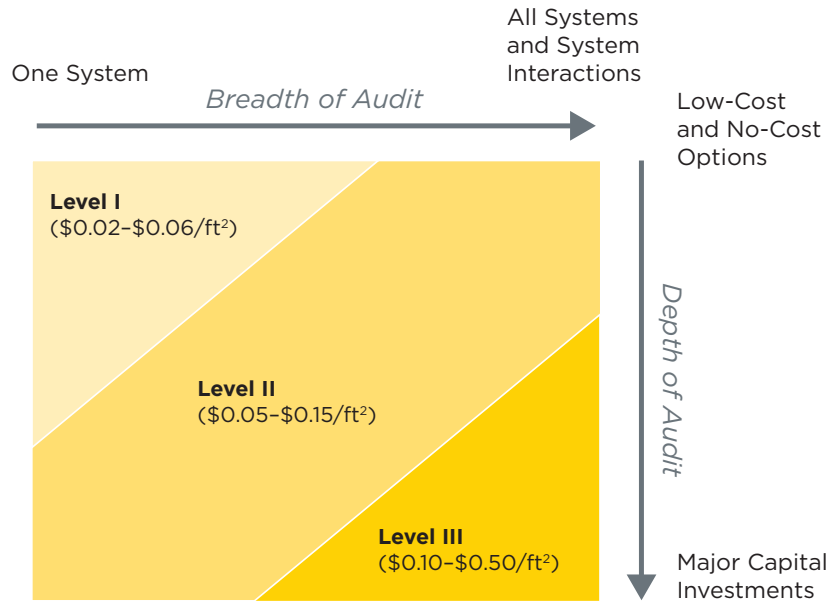 One System
Breadth of Audit
All Systems
and System
Interactions
Low-Cost
and No-Cost
Options
Level I
($0.02–$0.06/ft²)
Level II
($0.05–$0.15/ft²)
Level III
($0.10–$0.50/ft²)
Depth of Audit
Major Capital
Investments